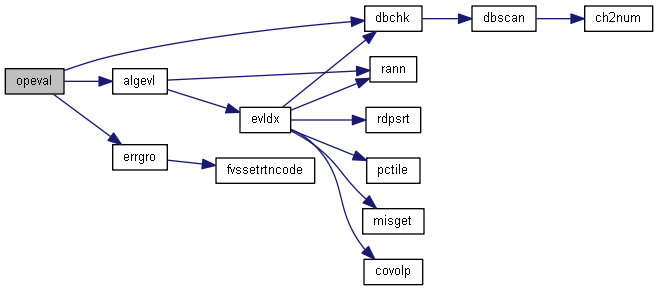 opeval
algevl
errgro
evldx
fvssetrtncode
dbchk
rann
rdpsrt
pctile
misget
covolp
dbscan
ch2num